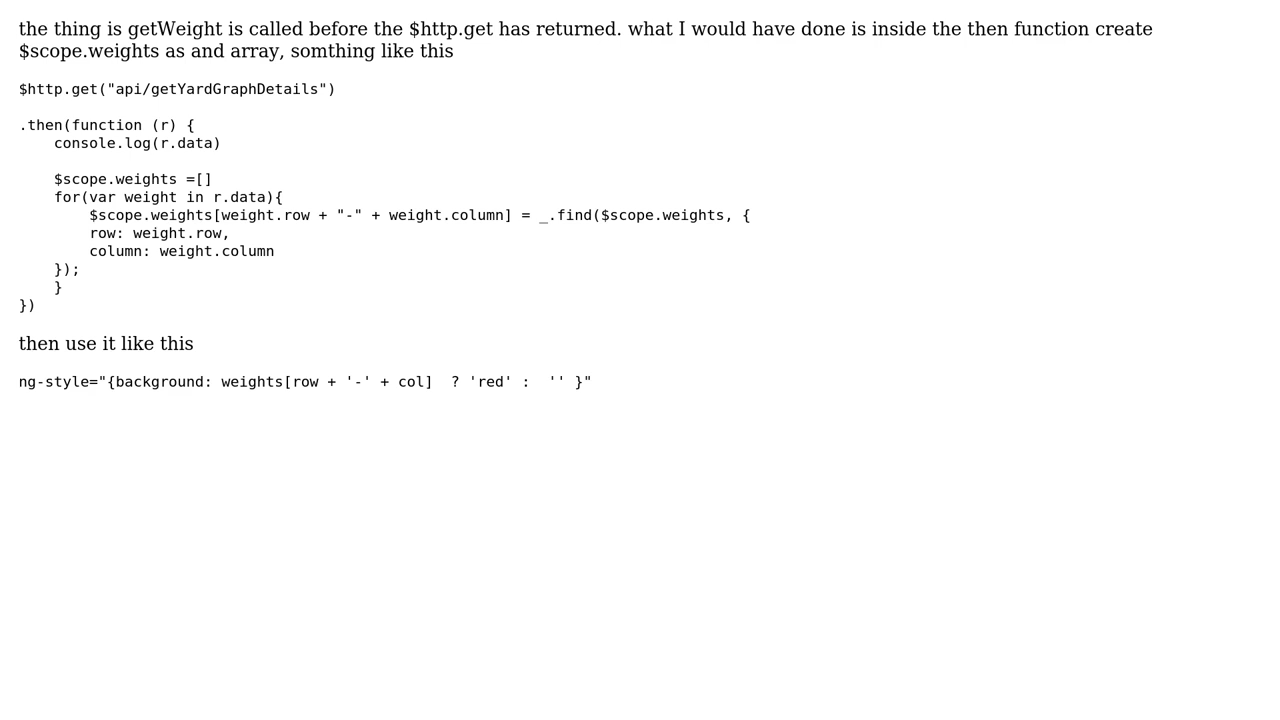 the thing is getWeight is called before the $http.get has returned. what I would have done is inside the then function create
$scope.weights as and array, somthing like this
$http.get("api/getYardGraphDetails")
.then(function (r) {
    console.log(r.data)
    $scope.weights =[]
    for(var weight in r.data){
        $scope.weights[weight.row + "-" + weight.column] = _.find($scope.weights, {
        row: weight.row,
        column: weight.column
    });
    }
})
then use it like this
ng-style="{background: weights[row + '-' + col]  ? 'red' :  '' }"